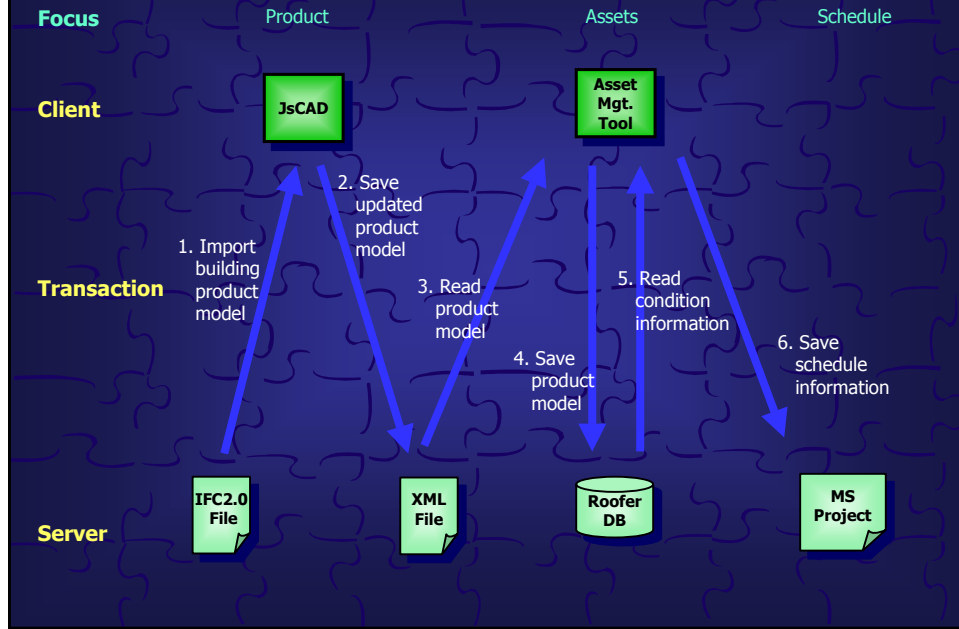 Focus
Product
Assets
Schedule
Client
JsCAD
Asset
Mgt.
Tool
Transaction
1. Import
building
product
model
2. Save
updated
product
model
3. Read
product
model
4. Save
product
model
5. Read
condition
information
6. Save
schedule
information
Server
IFC2.0
File
XML
File
Roofer
DB
MS
Project